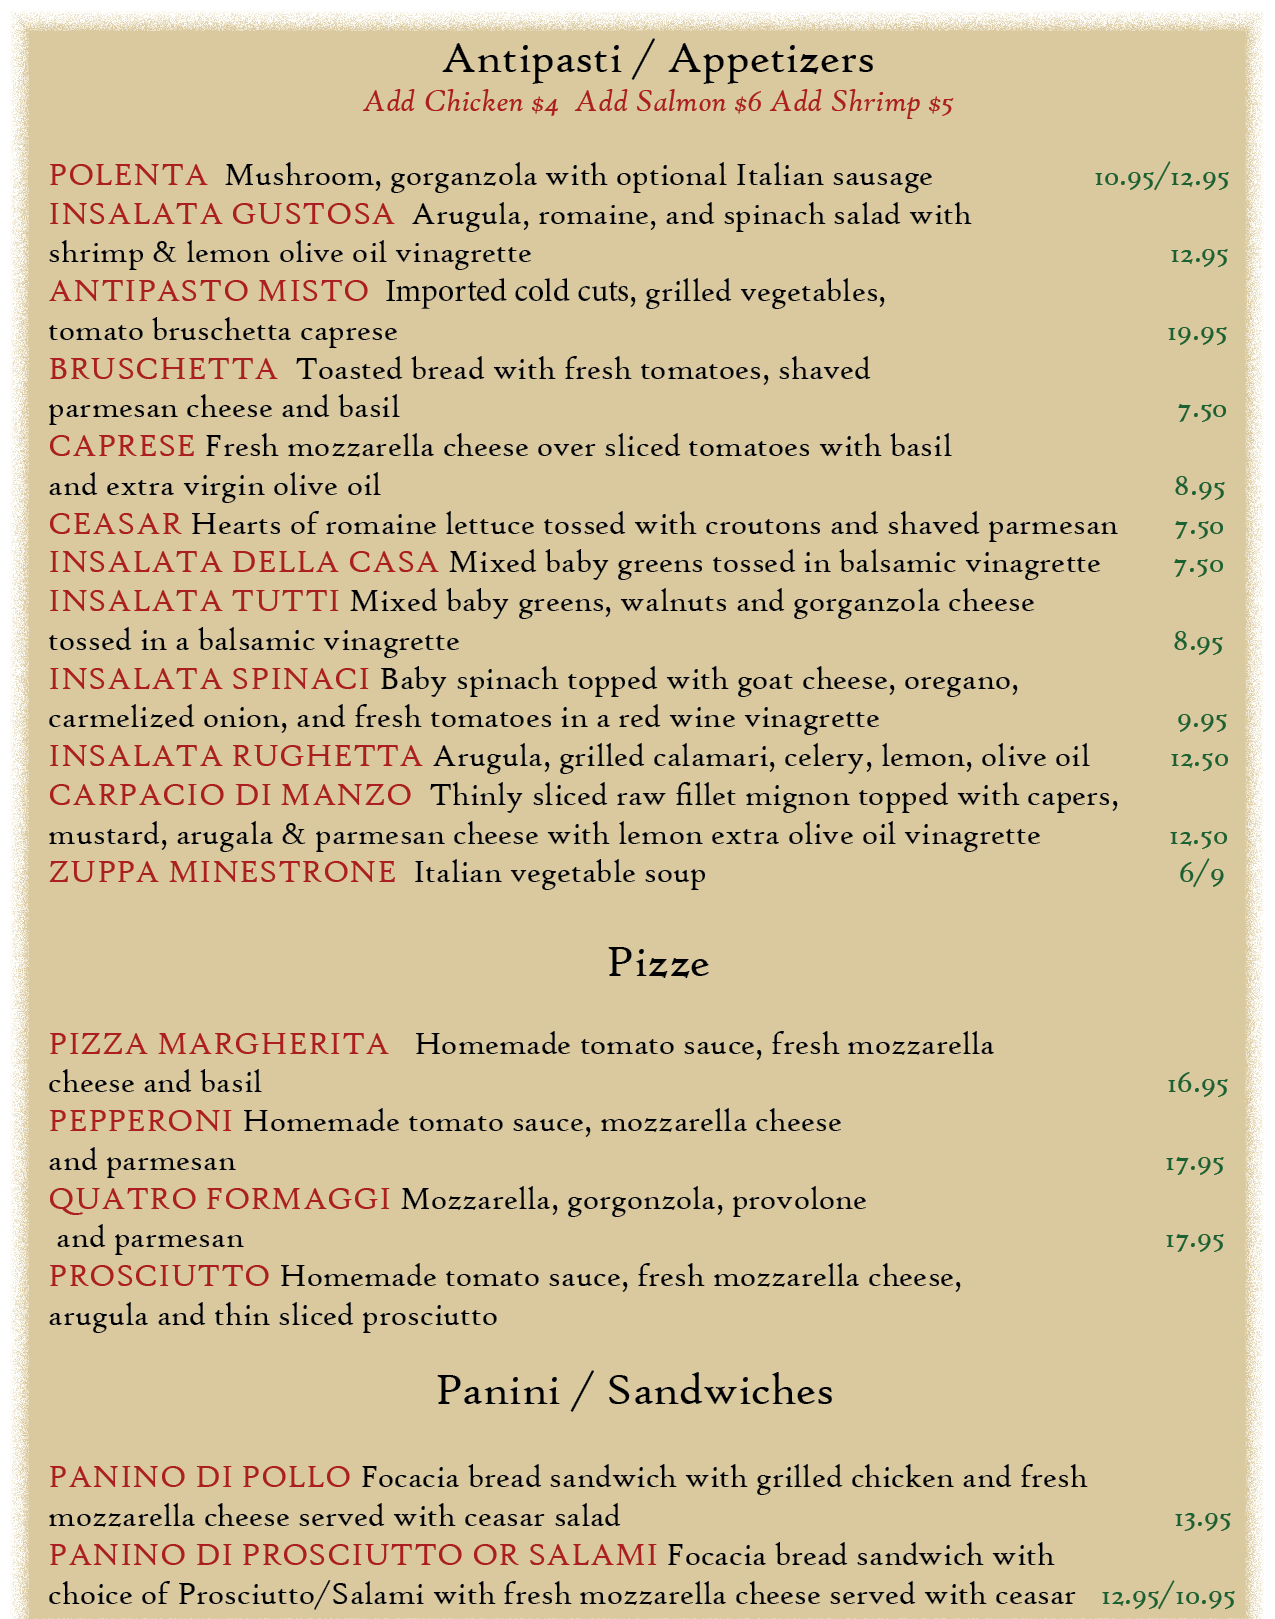 Antipasti / Appetizers
Add Chicken $4 Add Salmon $6 Add Shrimp $5
POLENTA Mushroom, gorganzola with optional Italian sausage 10.95/12.95
INSALATA GUSTOSA Arugula, romaine, and spinach salad with
shrimp & lemon olive oil vinagrette 12.95
ANTIPASTO MISTO Imported cold cuts, grilled vegetables,
tomato bruschetta caprese 19.95
BRUSCHETTA Toasted bread with fresh tomatoes, shaved
parmesan cheese and basil 7.50
CAPRESE Fresh mozzarella cheese over sliced tomatoes with basil
and extra virgin olive oil 8.95
CEASAR Hearts of romaine lettuce tossed with croutons and shaved parmesan 7.50
INSALATA DELLA CASA Mixed baby greens tossed in balsamic vinagrette 7.50
INSALATA TUTTI Mixed baby greens, walnuts and gorganzola cheese
tossed in a balsamic vinagrette 8.95
INSALATA SPINACI Baby spinach topped with goat cheese, oregano,
carmelized onion, and fresh tomatoes in a red wine vinagrette 9.95
INSALATA RUGHETTA Arugula, grilled calamari, celery, lemon, olive oil 12.50
CARPACIO DI MANZO Thinly sliced raw fillet mignon topped with capers,
mustard, arugala & parmesan cheese with lemon extra olive oil vinagrette 12.50
ZUPPA MINESTRONE Italian vegetable soup 6/9
Pizze
PIZZA MARGHERITA Homemade tomato sauce, fresh mozzarella
cheese and basil 16.95
PEPPERONI Homemade tomato sauce, mozzarella cheese
and parmesan 17.95
QUATRO FORMAGGI Mozzarella, gorgonzola, provolone
and parmesan 17.95
PROSCIUTTO Homemade tomato sauce, fresh mozzarella cheese,
arugula and thin sliced prosciutto
Panini / Sandwiches
PANINO DI POLLO Focacia bread sandwich with grilled chicken and fresh
mozzarella cheese served with ceasar salad 13.95
PANINO DI PROSCIUTTO OR SALAMI Focacia bread sandwich with
choice of Prosciutto/Salami with fresh mozzarella cheese served with ceasar 12.95/10.95